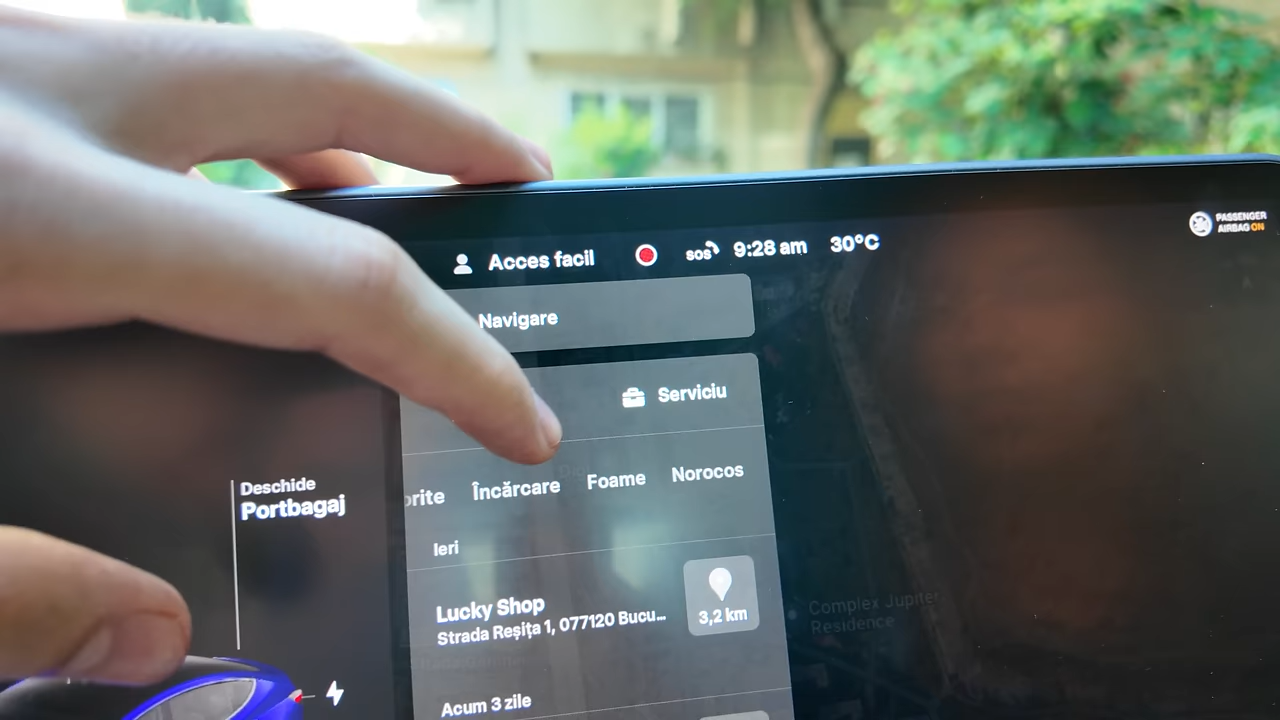 Acces facil
SOS
9:28 am
30°C
PASSENGER
AIRBAG ON
Navigare
Serviciu
orite
Încărcare
Foame
Norocos
Deschide
Portbagaj
Ieri
Lucky Shop
Strada Reșița 1, 077120 Bucu...
3,2 km
Complex Jupiter
Residence
Acum 3 zile